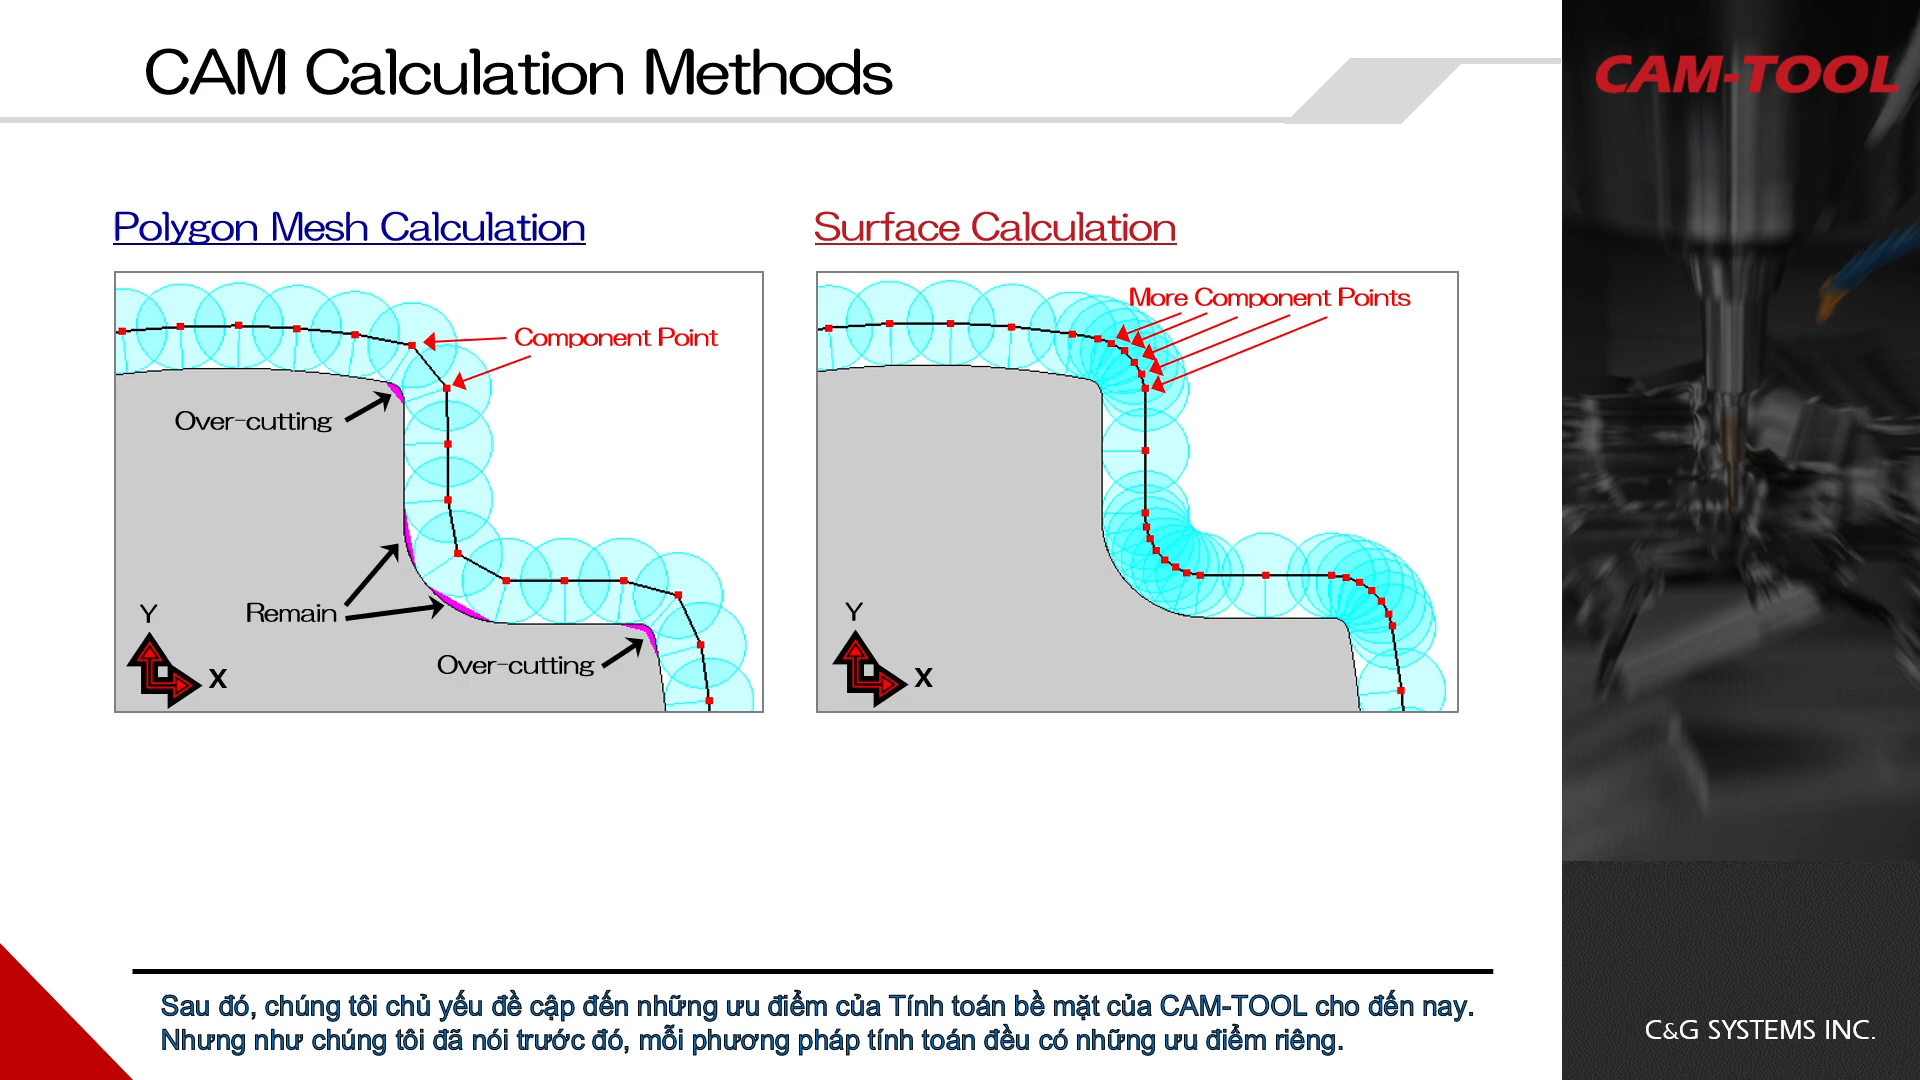 CAM Calculation Methods
CAM-TOOL
Polygon Mesh Calculation
Component Point
Over-cutting
Remain
Over-cutting
Y
X
Surface Calculation
More Component Points
Y
X
Sau đó, chúng tôi chủ yếu đề cập đến những ưu điểm của Tính toán bề mặt của CAM-TOOL cho đến nay.
Nhưng như chúng tôi đã nói trước đó, mỗi phương pháp tính toán đều có những ưu điểm riêng.
C&G SYSTEMS INC.